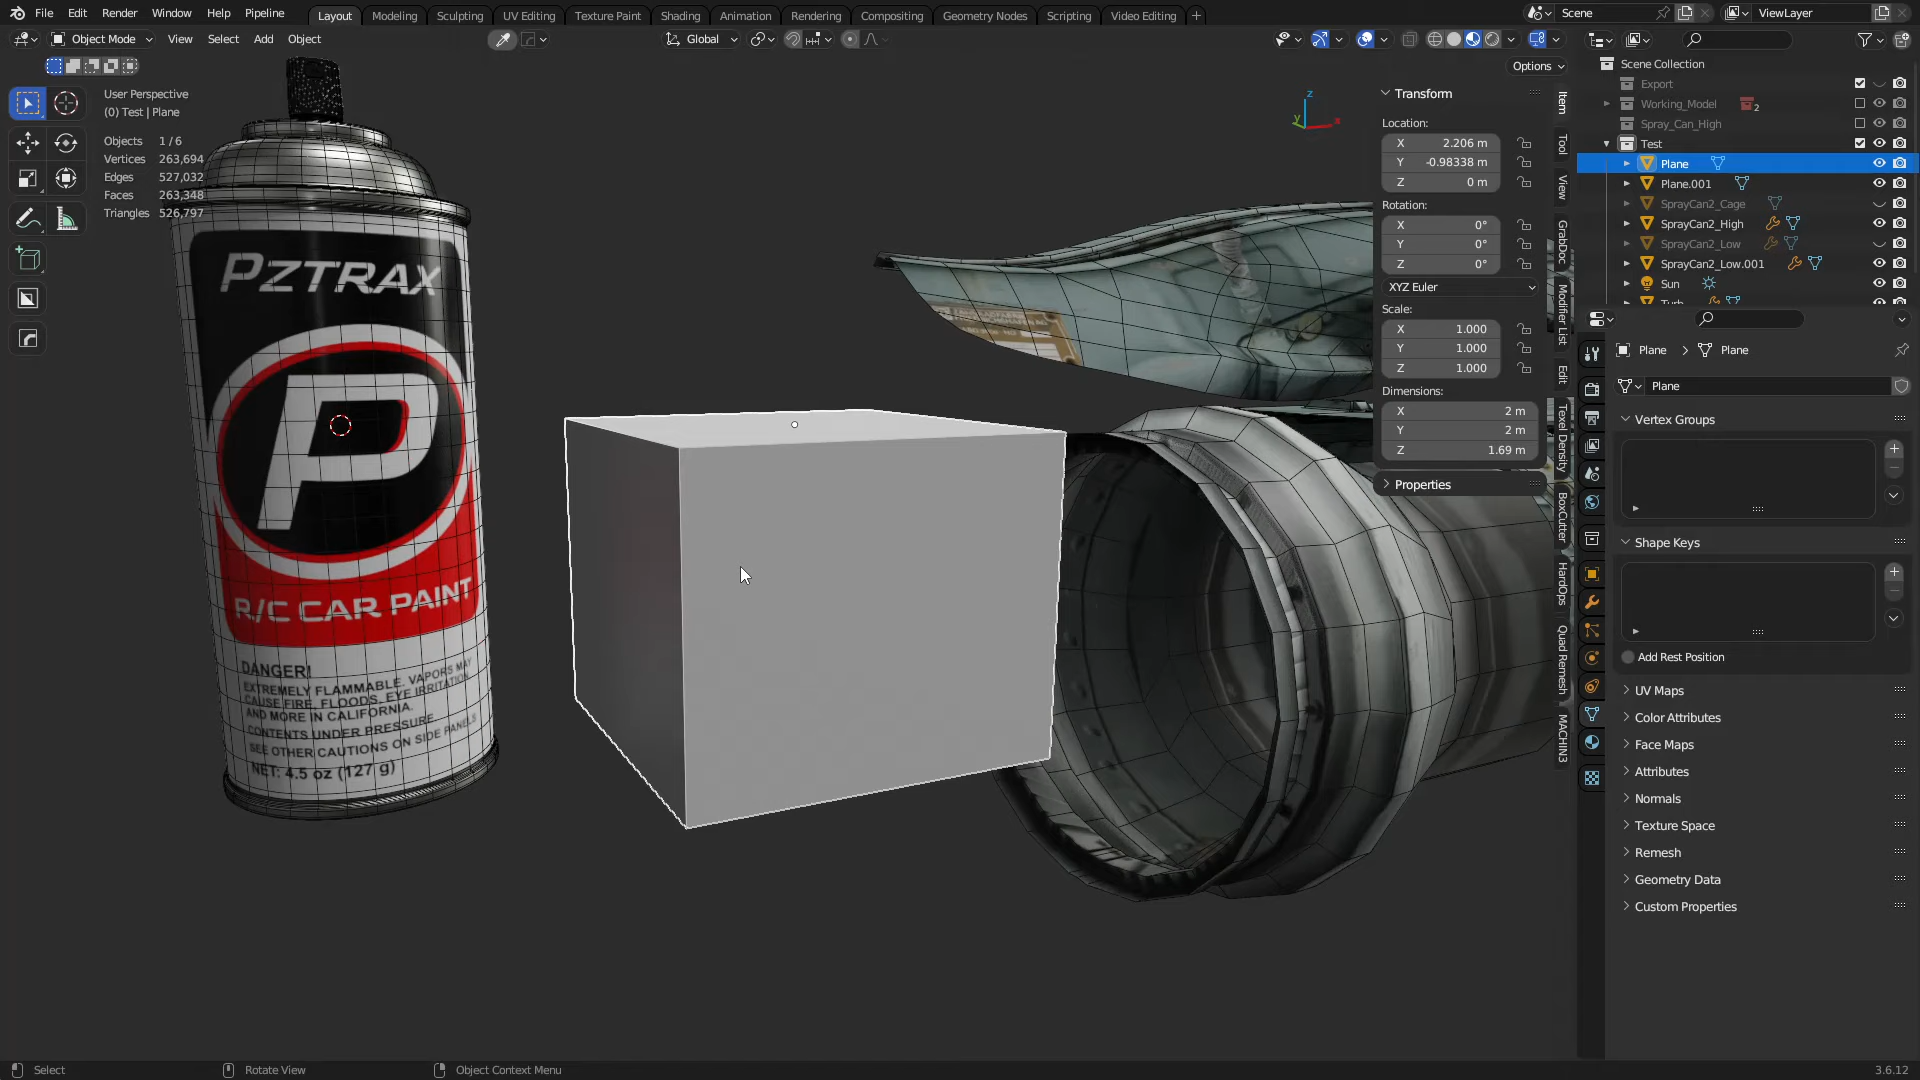 File Edit Render Window Help Pipeline Layout Modeling Sculpting UV Editing Texture Paint Shading Animation Rendering Compositing Geometry Nodes Scripting Video Editing + Scene ViewLayer
Object Mode View Select Add Object Global
Options
User Perspective
(0) Test | Plane
Objects 1 / 6
Vertices 263,694
Edges 527,032
Faces 263,348
Triangles 526,797
PZTRAX
P
R/C CAR PAINT
DANGER!
EXTREMELY FLAMMABLE. VAPORS MAY
CAUSE FIRE, FLOODS, EYE IRRITATION
AND MORE IN CALIFORNIA.
CONTENTS UNDER PRESSURE.
SEE OTHER CAUTIONS ON SIDE PANELS
NET: 4.5 oz (127 g)
z
y
x
Transform
Location:
X 2.206 m
Y -0.98338 m
Z 0 m
Rotation:
X 0°
Y 0°
Z 0°
XYZ Euler
Scale:
X 1.000
Y 1.000
Z 1.000
Dimensions:
X 2 m
Y 2 m
Z 1.69 m
Properties
Item
Tool
View
GrabDoc
Modifier List
Edit
Texel Density
BoxCutter
HardOps
Quad Remesh
MACHIN3
Scene Collection
Export
Working_Model 2
Spray_Can_High
Test
Plane
Plane.001
SprayCan2_Cage
SprayCan2_High
SprayCan2_Low
SprayCan2_Low.001
Sun
Plane > Plane
Plane
Vertex Groups
Shape Keys
Add Rest Position
UV Maps
Color Attributes
Face Maps
Attributes
Normals
Texture Space
Remesh
Geometry Data
Custom Properties
Select Rotate View Object Context Menu 3.6.12